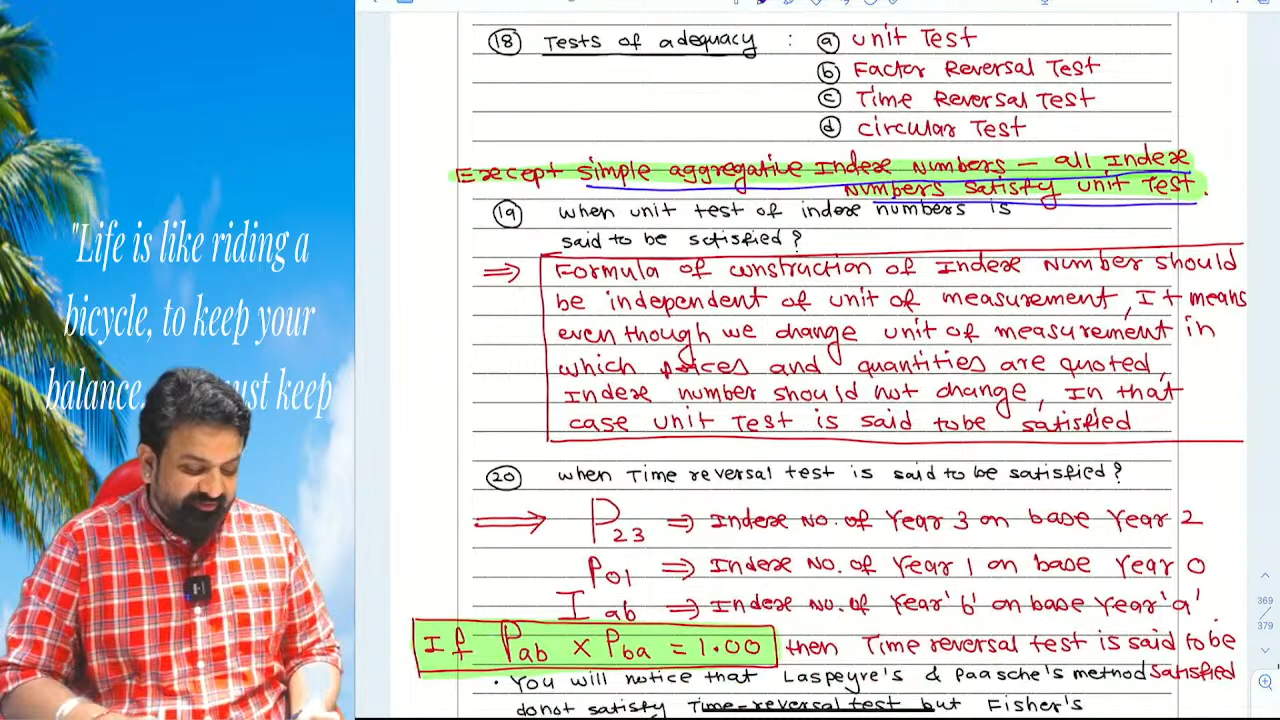 "Life is like riding a
bicycle, to keep your
balance, ust keep
18 Tests of adequacy : a Unit Test
b Factor Reversal Test
c Time Reversal Test
d circular Test
Except simple aggregative Index Numbers – all Index
Numbers satisfy unit Test.
19 when unit test of index numbers is
said to be satisfied?
⇒ Formula of construction of Index Number should
be independent of unit of measurement, It means
even though we change unit of measurement in
which prices and quantities are quoted,
Index number should not change, In that
case unit Test is said to be satisfied
20 when Time reversal test is said to be satisfied?
⟹ P23 ⇒ Index No. of Year 3 on base Year 2
P01 ⇒ Index No. of Year 1 on base Year 0
Iab ⇒ Index No. of Year 'b' on base Year 'a'
If Pab × Pba = 1.00 then Time reversal test is said to be
satisfied
• You will notice that Laspeyre's & Paasche's method
do not satisfy Time-reversal test but Fisher's
369
/
379